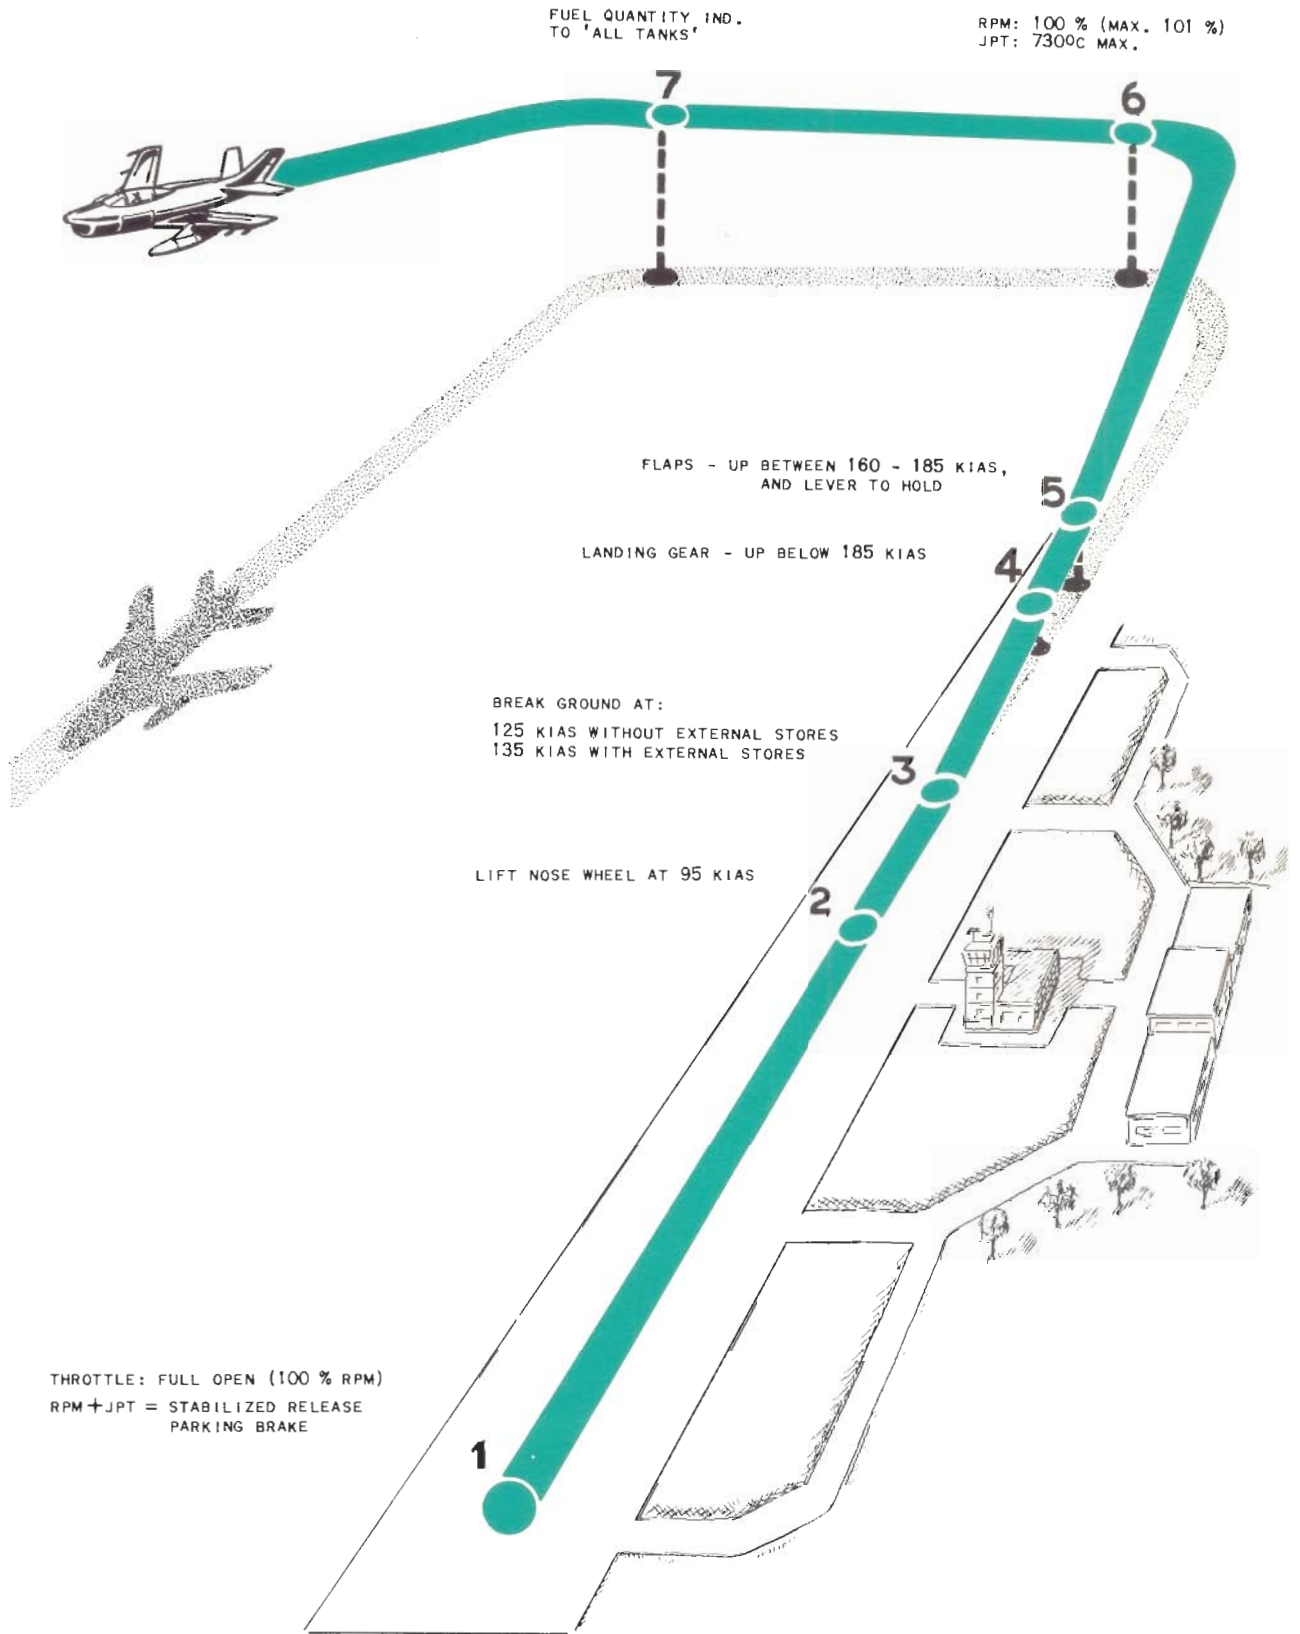 FUEL QUANTITY IND.
TO 'ALL TANKS'
RPM: 100 % (MAX. 101 %)
JPT: 730ºC MAX.
7
6
FLAPS - UP BETWEEN 160 - 185 KIAS,
AND LEVER TO HOLD
5
LANDING GEAR - UP BELOW 185 KIAS
4
BREAK GROUND AT:
125 KIAS WITHOUT EXTERNAL STORES
135 KIAS WITH EXTERNAL STORES
3
LIFT NOSE WHEEL AT 95 KIAS
2
THROTTLE: FULL OPEN (100 % RPM)
RPM+JPT = STABILIZED RELEASE
PARKING BRAKE
1